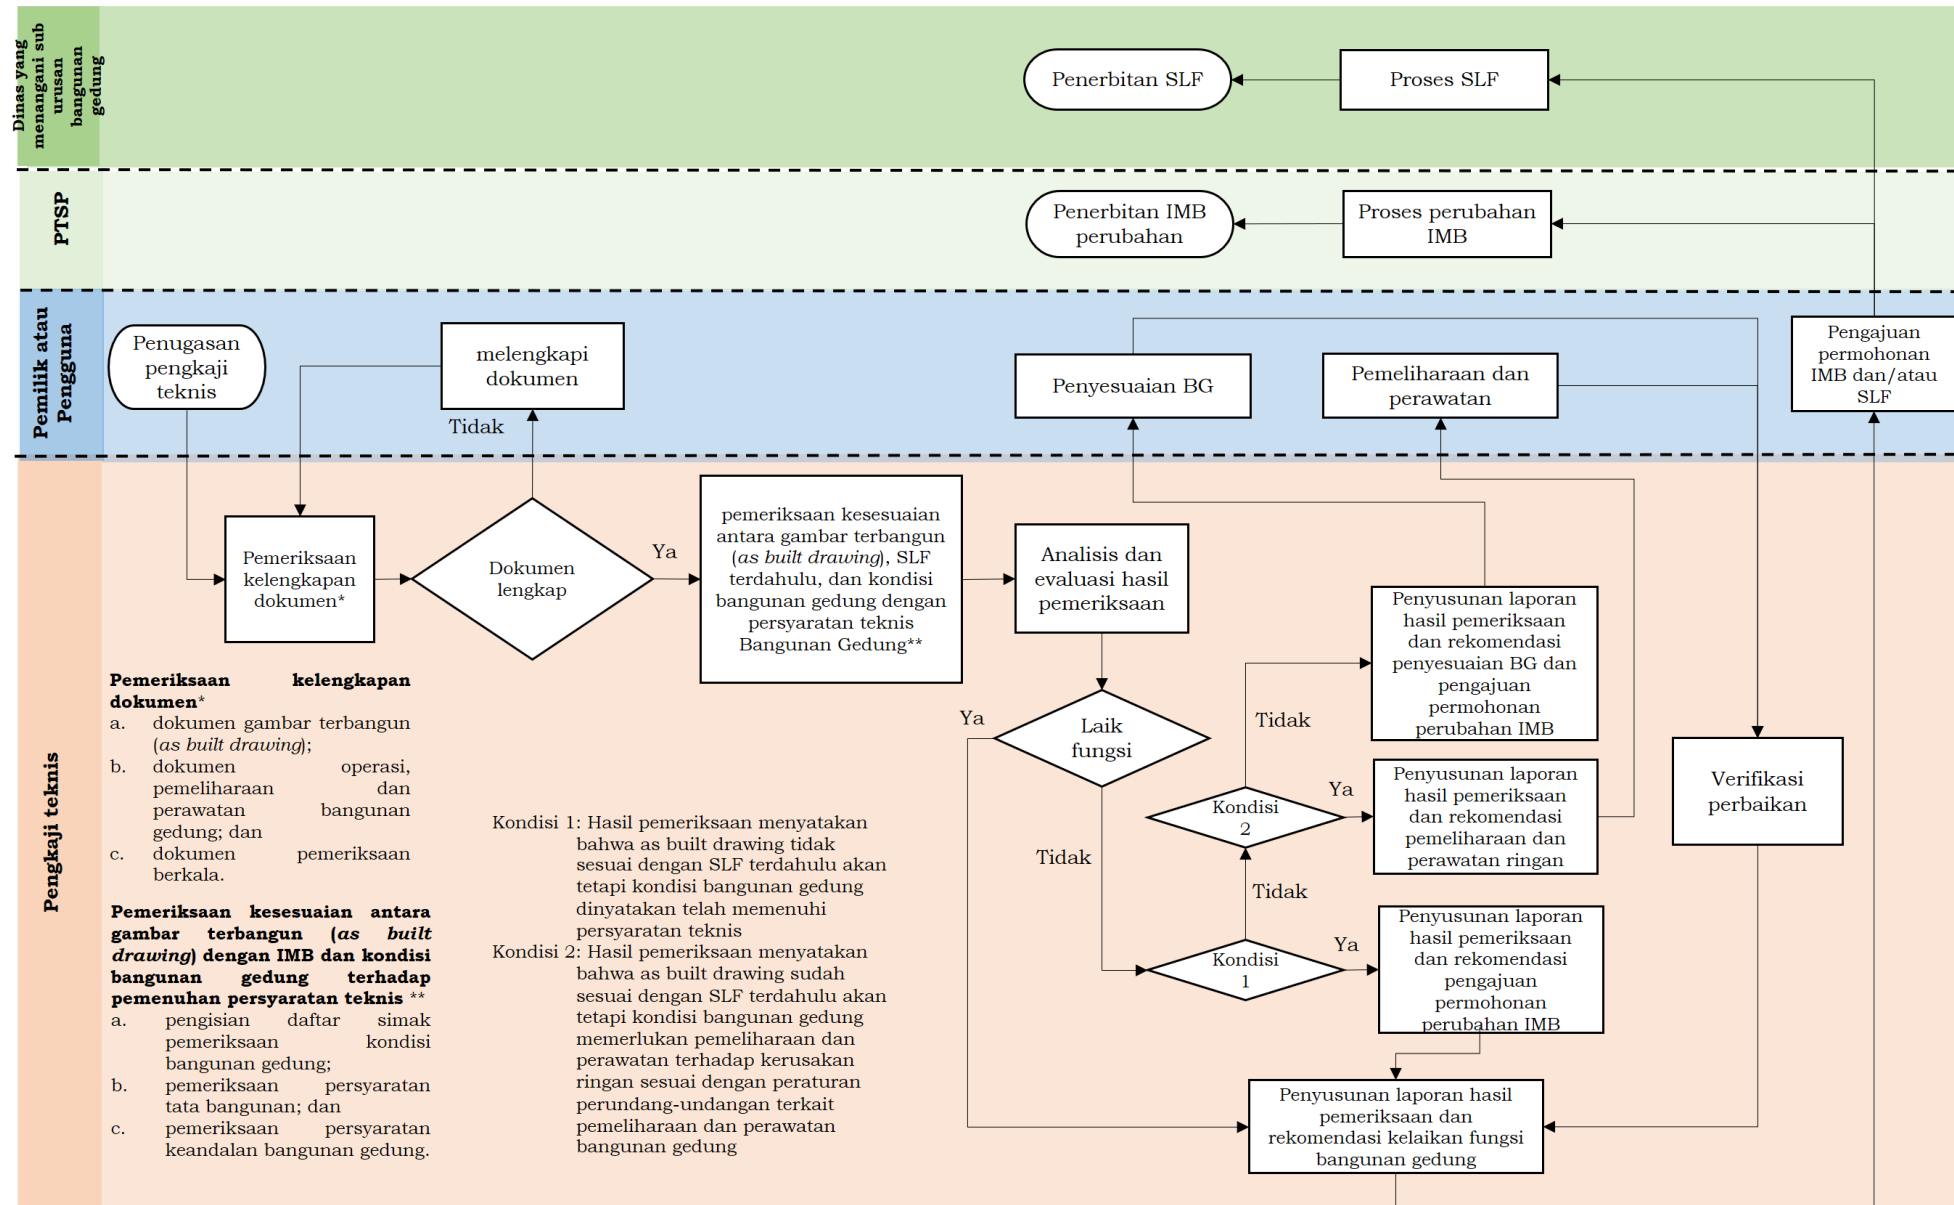 Dinas yang
menangani sub
urusan
bangunan
gedung
Penerbitan SLF
Proses SLF
PTSP
Penerbitan IMB
perubahan
Proses perubahan
IMB
Pemilik atau
Pengguna
Penugasan
pengkaji
teknis
melengkapi
dokumen
Tidak
Penyesuaian BG
Pemeliharaan dan
perawatan
Pengajuan
permohonan
IMB dan/atau
SLF
Pengkaji teknis
Pemeriksaan
kelengkapan
dokumen*
Dokumen
lengkap
Ya
pemeriksaan kesesuaian
antara gambar terbangun
(as built drawing), SLF
terdahulu, dan kondisi
bangunan gedung dengan
persyaratan teknis
Bangunan Gedung**
Analisis dan
evaluasi hasil
pemeriksaan
Ya
Laik
fungsi
Tidak
Tidak
Penyusunan laporan
hasil pemeriksaan
dan rekomendasi
penyesuaian BG dan
pengajuan
permohonan
perubahan IMB
Kondisi
2
Ya
Penyusunan laporan
hasil pemeriksaan
dan rekomendasi
pemeliharaan dan
perawatan ringan
Verifikasi
perbaikan
Tidak
Kondisi
1
Ya
Penyusunan laporan
hasil pemeriksaan
dan rekomendasi
pengajuan
permohonan
perubahan IMB
Penyusunan laporan hasil
pemeriksaan dan
rekomendasi kelaikan fungsi
bangunan gedung
Pemeriksaan kelengkapan
dokumen*
a. dokumen gambar terbangun
(as built drawing);
b. dokumen operasi,
pemeliharaan dan
perawatan bangunan
gedung; dan
c. dokumen pemeriksaan
berkala.
Pemeriksaan kesesuaian antara
gambar terbangun (as built
drawing) dengan IMB dan kondisi
bangunan gedung terhadap
pemenuhan persyaratan teknis **
a. pengisian daftar simak
pemeriksaan kondisi
bangunan gedung;
b. pemeriksaan persyaratan
tata bangunan; dan
c. pemeriksaan persyaratan
keandalan bangunan gedung.
Kondisi 1: Hasil pemeriksaan menyatakan
bahwa as built drawing tidak
sesuai dengan SLF terdahulu akan
tetapi kondisi bangunan gedung
dinyatakan telah memenuhi
persyaratan teknis
Kondisi 2: Hasil pemeriksaan menyatakan
bahwa as built drawing sudah
sesuai dengan SLF terdahulu akan
tetapi kondisi bangunan gedung
memerlukan pemeliharaan dan
perawatan terhadap kerusakan
ringan sesuai dengan peraturan
perundang-undangan terkait
pemeliharaan dan perawatan
bangunan gedung